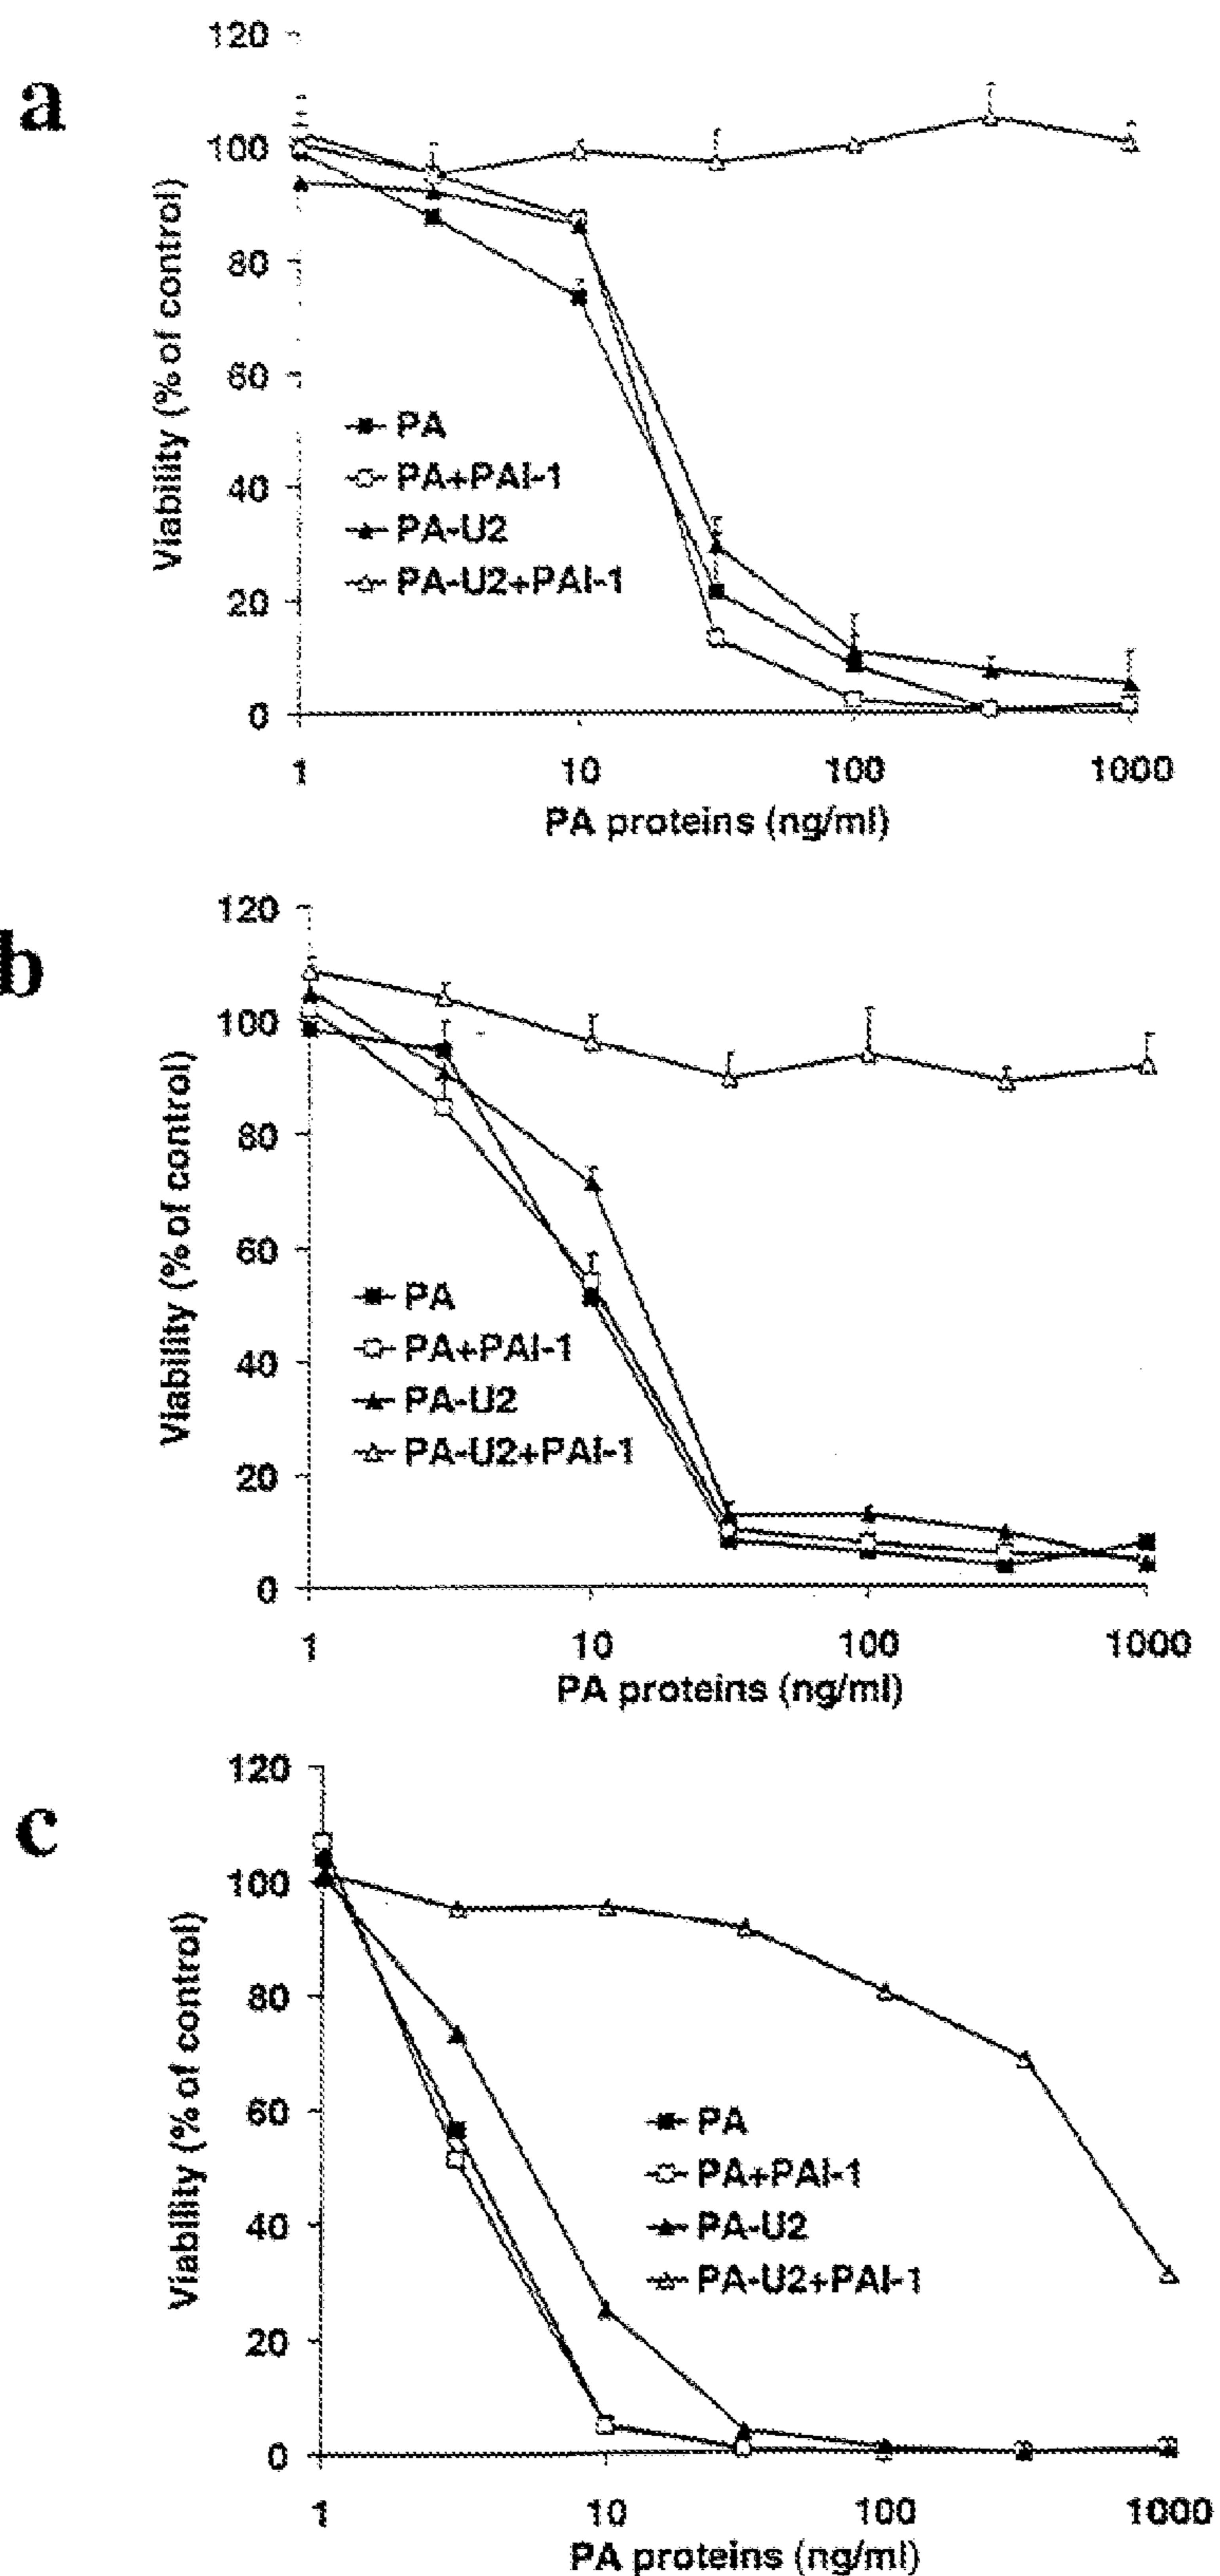 a
120
100
80
60
40
20
0
Viability (% of control)
PA
PA+PAI-1
PA-U2
PA-U2+PAI-1
1 10 100 1000
PA proteins (ng/ml)
b
120
100
80
60
40
20
0
Viability (% of control)
PA
PA+PAI-1
PA-U2
PA-U2+PAI-1
1 10 100 1000
PA proteins (ng/ml)
c
120
100
80
60
40
20
0
Viability (% of control)
PA
PA+PAI-1
PA-U2
PA-U2+PAI-1
1 10 100 1000
PA proteins (ng/ml)